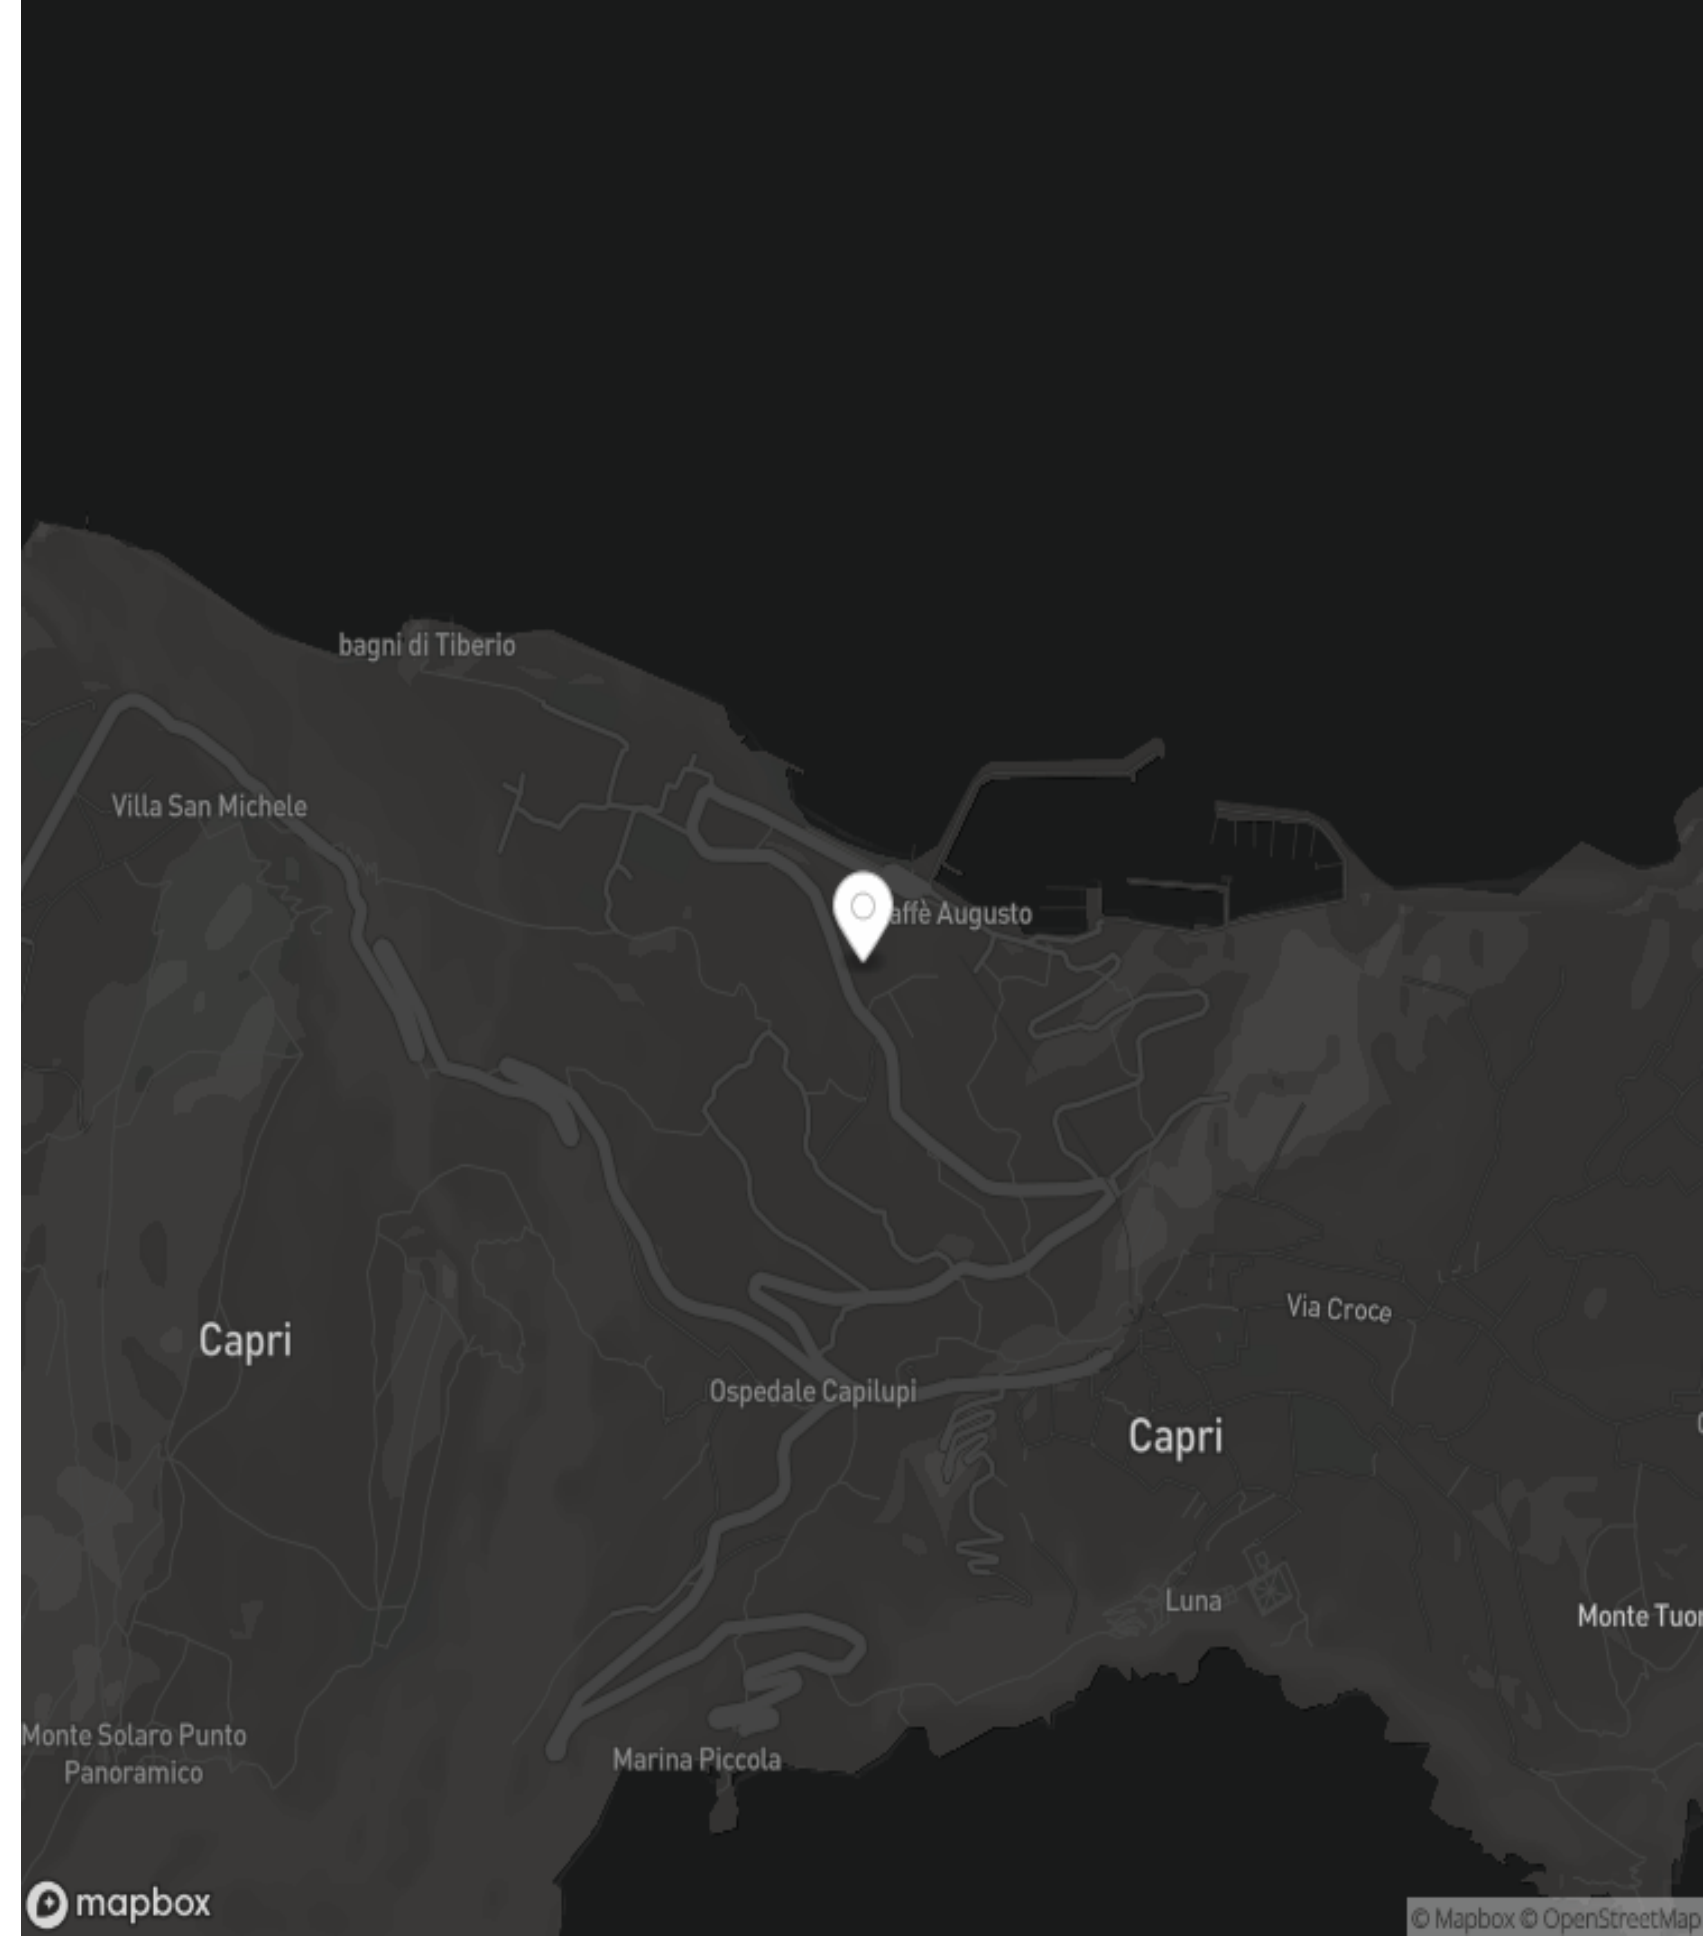 bagni di Tiberio
Villa San Michele
affè Augusto
Via Croce
Capri
Ospedale Capilupi
Capri
Luna
Monte Tuor
Monte Solaro Punto
Panoramico
Marina Piccola
mapbox
© Mapbox © OpenStreetMap